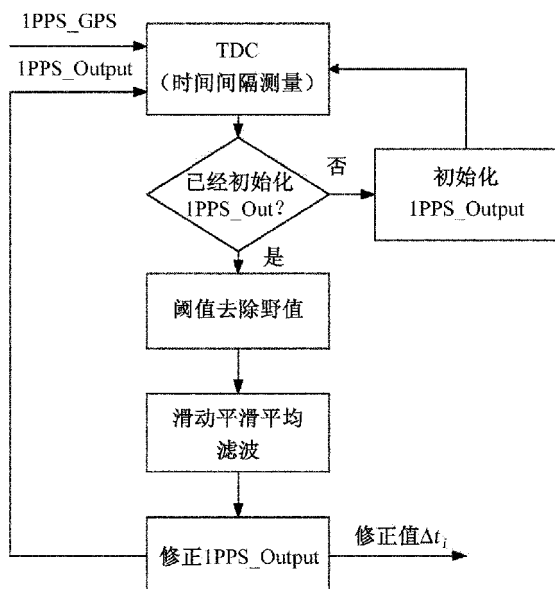 1PPS_GPS
1PPS_Output
TDC
（时间间隔测量）
已经初始化
1PPS_Out?
否
初始化
1PPS_Output
是
阈值去除野值
滑动平滑平均
滤波
修正1PPS_Output
修正值Δtᵢ